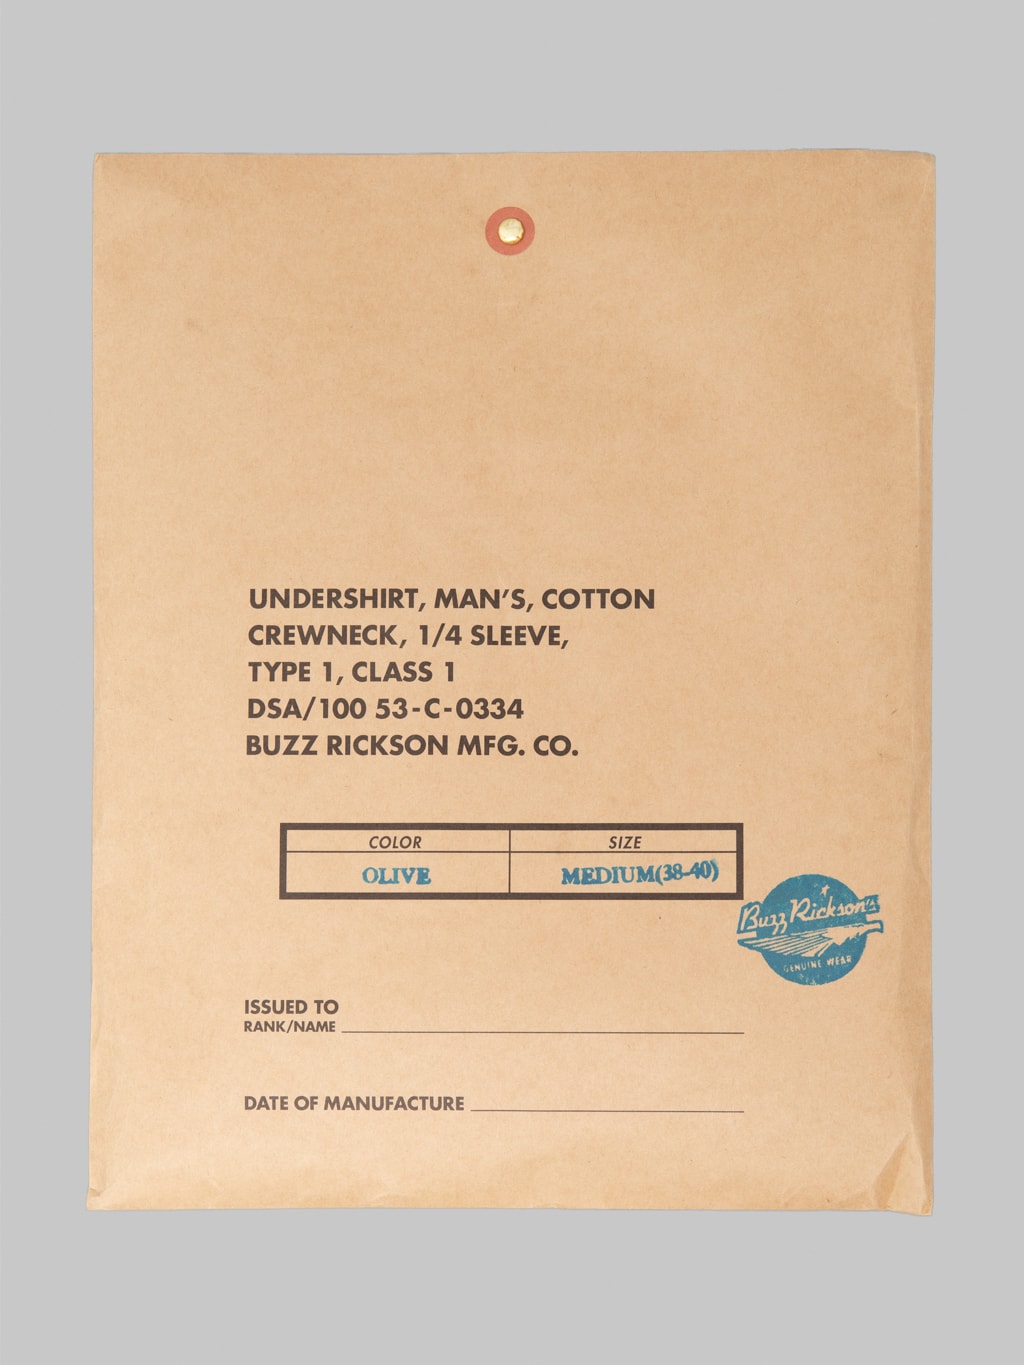 UNDERSHIRT, MAN'S, COTTON
CREWNECK, 1/4 SLEEVE,
TYPE 1, CLASS 1
DSA/100 53-C-0334
BUZZ RICKSON MFG. CO.
COLOR SIZE
OLIVE MEDIUM(38-40)
Buzz Rickson's
GENUINE WEAR
ISSUED TO
RANK/NAME
DATE OF MANUFACTURE